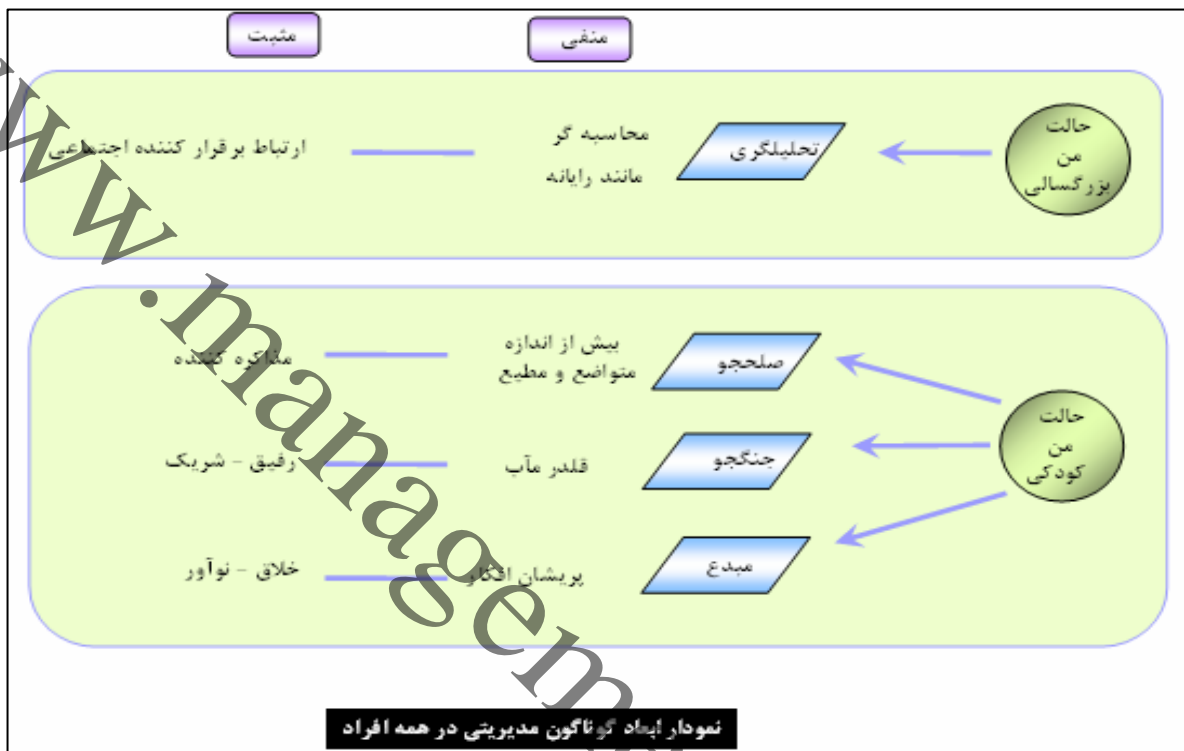 منفی
مثبت
حالت
من
بزرگسالی
تحلیلگری
محاسبه گر
مانند رایانه
ارتباط برقرار کننده اجتماعی
حالت
من
کودکی
صلحجو
بیش از اندازه
متواضع و مطیع
مذاکره کننده
جنگجو
قلدر مآب
رفیق - شریک
مبدع
پریشان افکار
خلاق - نوآور
نمودار ابعاد گوناگون مدیریتی در همه افراد
www.managem